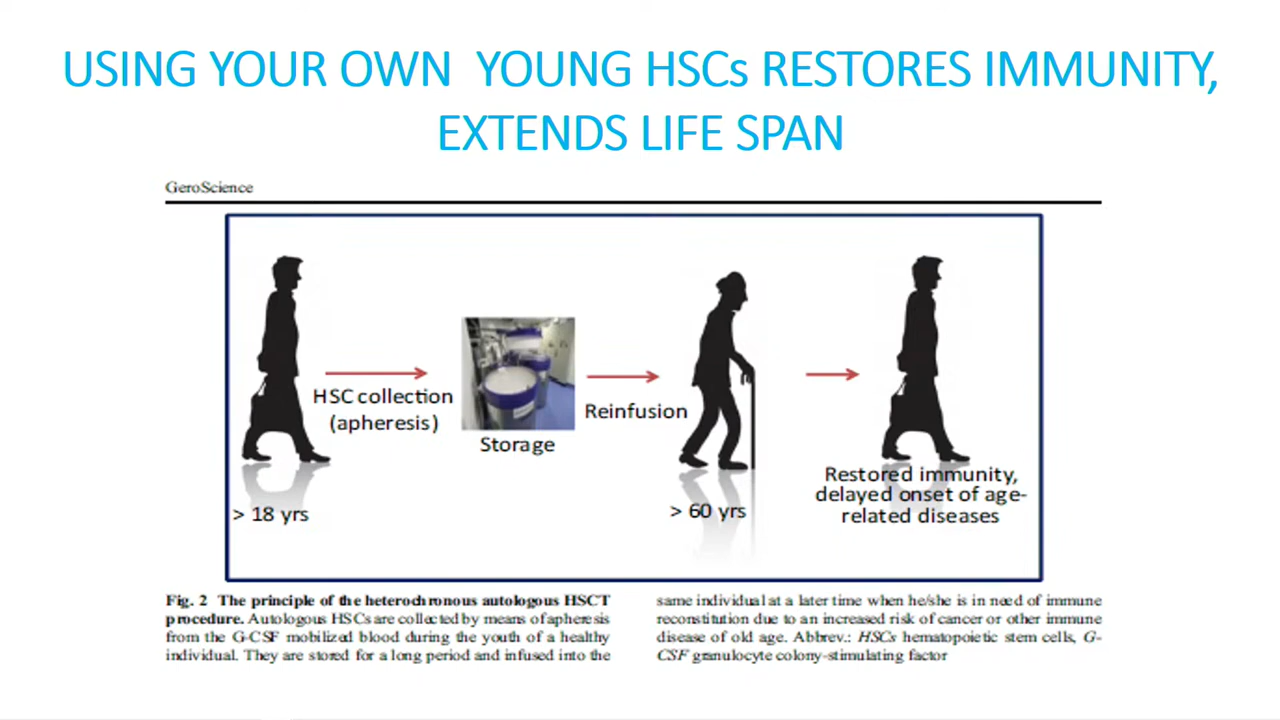 USING YOUR OWN YOUNG HSCs RESTORES IMMUNITY,
EXTENDS LIFE SPAN
GeroScience
HSC collection
(apheresis)
Storage
Reinfusion
> 18 yrs
> 60 yrs
Restored immunity,
delayed onset of age-
related diseases
Fig. 2 The principle of the heterochronous autologous HSCT
procedure. Autologous HSCs are collected by means of apheresis
from the G-CSF mobilized blood during the youth of a healthy
individual. They are stored for a long period and infused into the
same individual at a later time when he/she is in need of immune
reconstitution due to an increased risk of cancer or other immune
disease of old age. Abbrev.: HSCs hematopoietic stem cells, G-
CSF granulocyte colony-stimulating factor